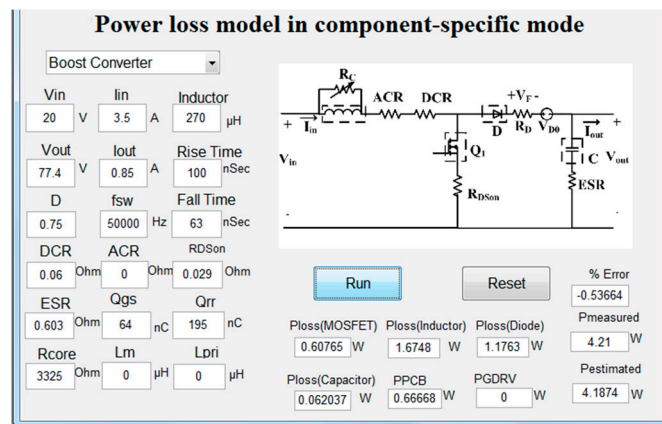 Power loss model in component-specific mode
Boost Converter
Vin Iin Inductor
20 V 3.5 A 270 µH
Vout Iout Rise Time
77.4 V 0.85 A 100 nSec
D fsw Fall Time
0.75 50000 Hz 63 nSec
DCR ACR RDSon
0.06 Ohm 0 Ohm 0.029 Ohm
ESR Qgs Qrr
0.603 Ohm 64 nC 195 nC
Rcore Lm Lpri
3325 Ohm 0 µH 0 µH
RC
ACR DCR +VF-
+ Iin D RD VD0 Iout +
Vin Q1 C Vout
RDSon ESR
- -
Run Reset
% Error
-0.53664
Ploss(MOSFET) Ploss(Inductor) Ploss(Diode) Pmeasured
0.60765 W 1.6748 W 1.1763 W 4.21 W
Ploss(Capacitor) PPCB PGDRV Pestimated
0.062037 W 0.66668 W 0 W 4.1874 W